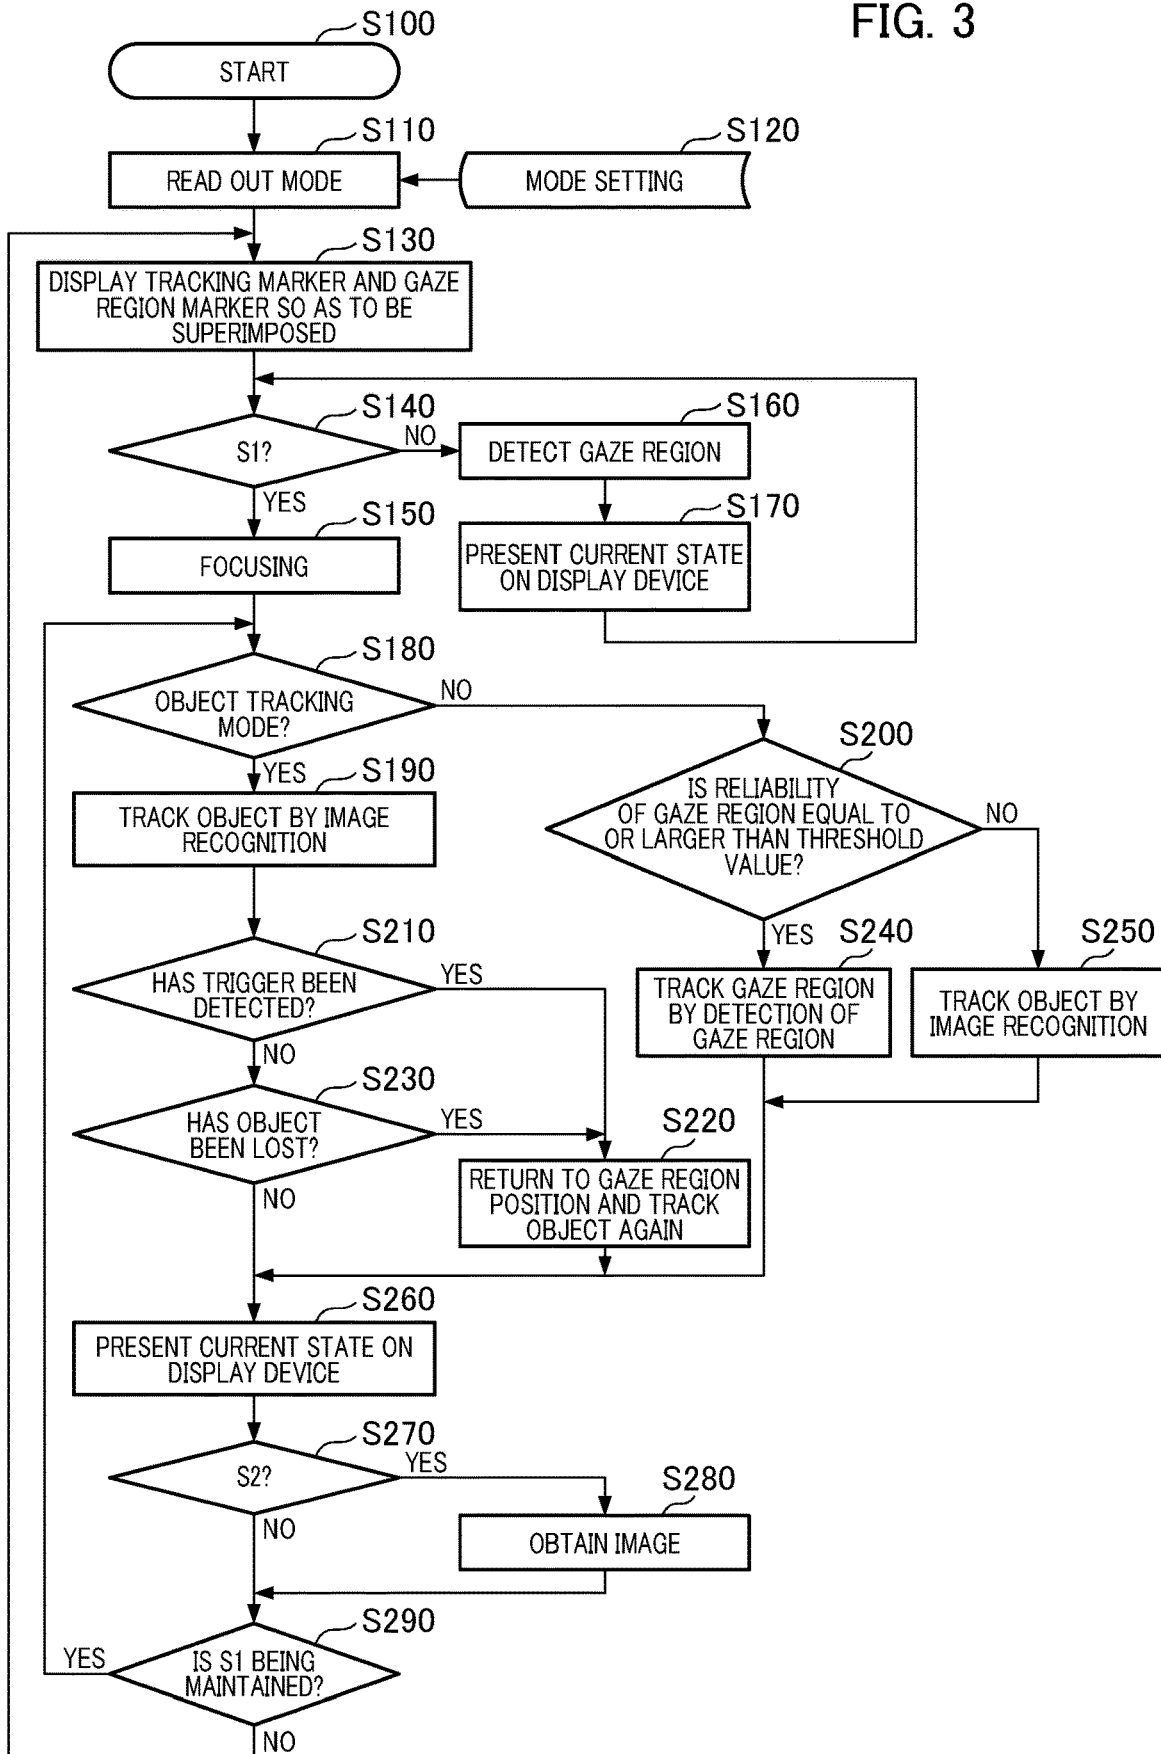 FIG. 3
S100
START
S110
READ OUT MODE
S120
MODE SETTING
S130
DISPLAY TRACKING MARKER AND GAZE
REGION MARKER SO AS TO BE
SUPERIMPOSED
S140
S1?
NO
YES
S160
DETECT GAZE REGION
S150
FOCUSING
S170
PRESENT CURRENT STATE
ON DISPLAY DEVICE
S180
OBJECT TRACKING
MODE?
NO
YES
S190
TRACK OBJECT BY IMAGE
RECOGNITION
S200
IS RELIABILITY
OF GAZE REGION EQUAL TO
OR LARGER THAN THRESHOLD
VALUE?
NO
YES
S210
HAS TRIGGER BEEN
DETECTED?
YES
NO
S240
TRACK GAZE REGION
BY DETECTION OF
GAZE REGION
S250
TRACK OBJECT BY
IMAGE RECOGNITION
S230
HAS OBJECT
BEEN LOST?
YES
NO
S220
RETURN TO GAZE REGION
POSITION AND TRACK
OBJECT AGAIN
S260
PRESENT CURRENT STATE ON
DISPLAY DEVICE
S270
S2?
YES
NO
S280
OBTAIN IMAGE
S290
IS S1 BEING
MAINTAINED?
YES
NO